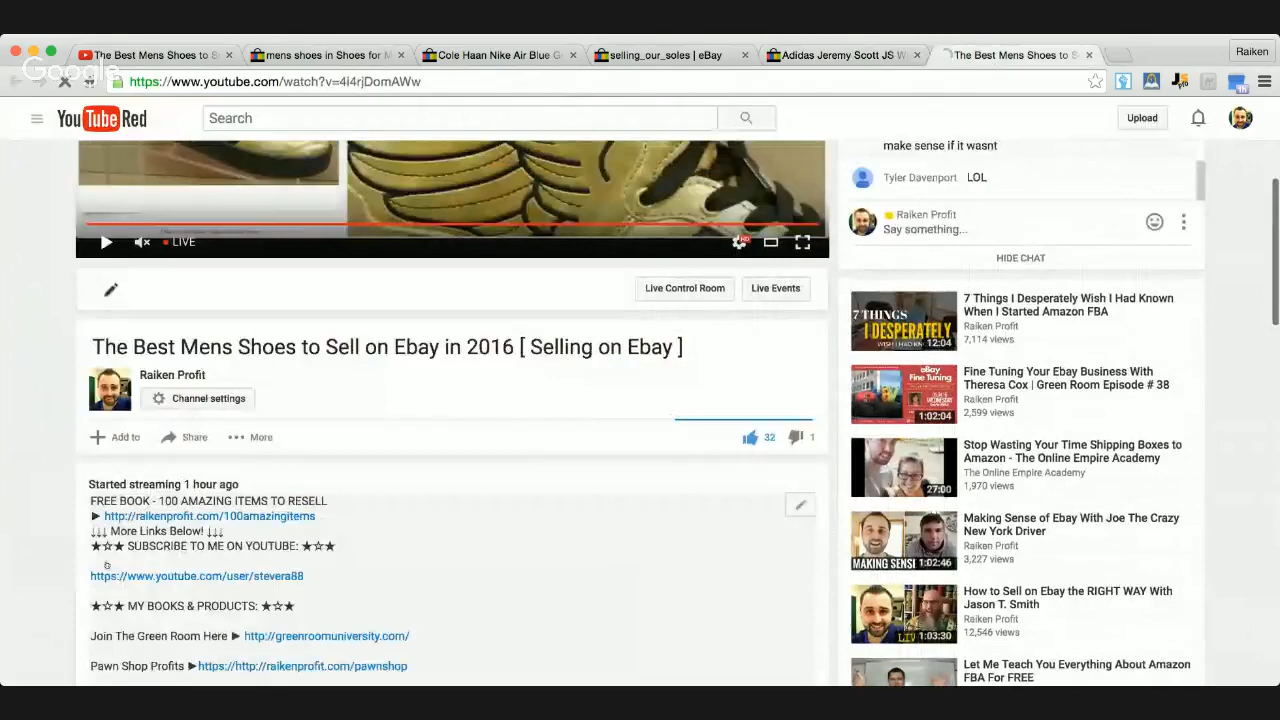 The Best Mens Shoes to S
mens shoes in Shoes for M
Cole Haan Nike Air Blue G
selling_our_soles | eBay
Adidas Jeremy Scott JS W
The Best Mens Shoes to S
Raiken
Google
https://www.youtube.com/watch?v=4i4rjDomAWw
YouTube Red
Search
Upload
make sense if it wasnt
Tyler Davenport LOL
Raiken Profit
Say something...
HIDE CHAT
LIVE
HD
Live Control Room
Live Events
The Best Mens Shoes to Sell on Ebay in 2016 [ Selling on Ebay ]
Raiken Profit
Channel settings
Add to
Share
More
32
1
Started streaming 1 hour ago
FREE BOOK - 100 AMAZING ITEMS TO RESELL
► http://raikenprofit.com/100amazingitems
↓↓↓ More Links Below! ↓↓↓
★☆★ SUBSCRIBE TO ME ON YOUTUBE: ★☆★
https://www.youtube.com/user/stevera88
★☆★ MY BOOKS & PRODUCTS: ★☆★
Join The Green Room Here ► http://greenroomuniversity.com/
Pawn Shop Profits ►https://http://raikenprofit.com/pawnshop
7 THINGS
I DESPERATELY
12:04
7 Things I Desperately Wish I Had Known
When I Started Amazon FBA
Raiken Profit
7,114 views
eBay
Fine Tuning
1:02:04
Fine Tuning Your Ebay Business With
Theresa Cox | Green Room Episode # 38
Raiken Profit
2,599 views
27:00
Stop Wasting Your Time Shipping Boxes to
Amazon - The Online Empire Academy
The Online Empire Academy
1,970 views
MAKING SENS
1:02:46
Making Sense of Ebay With Joe The Crazy
New York Driver
Raiken Profit
3,227 views
LIV
1:03:30
How to Sell on Ebay the RIGHT WAY With
Jason T. Smith
Raiken Profit
12,546 views
Let Me Teach You Everything About Amazon
FBA For FREE